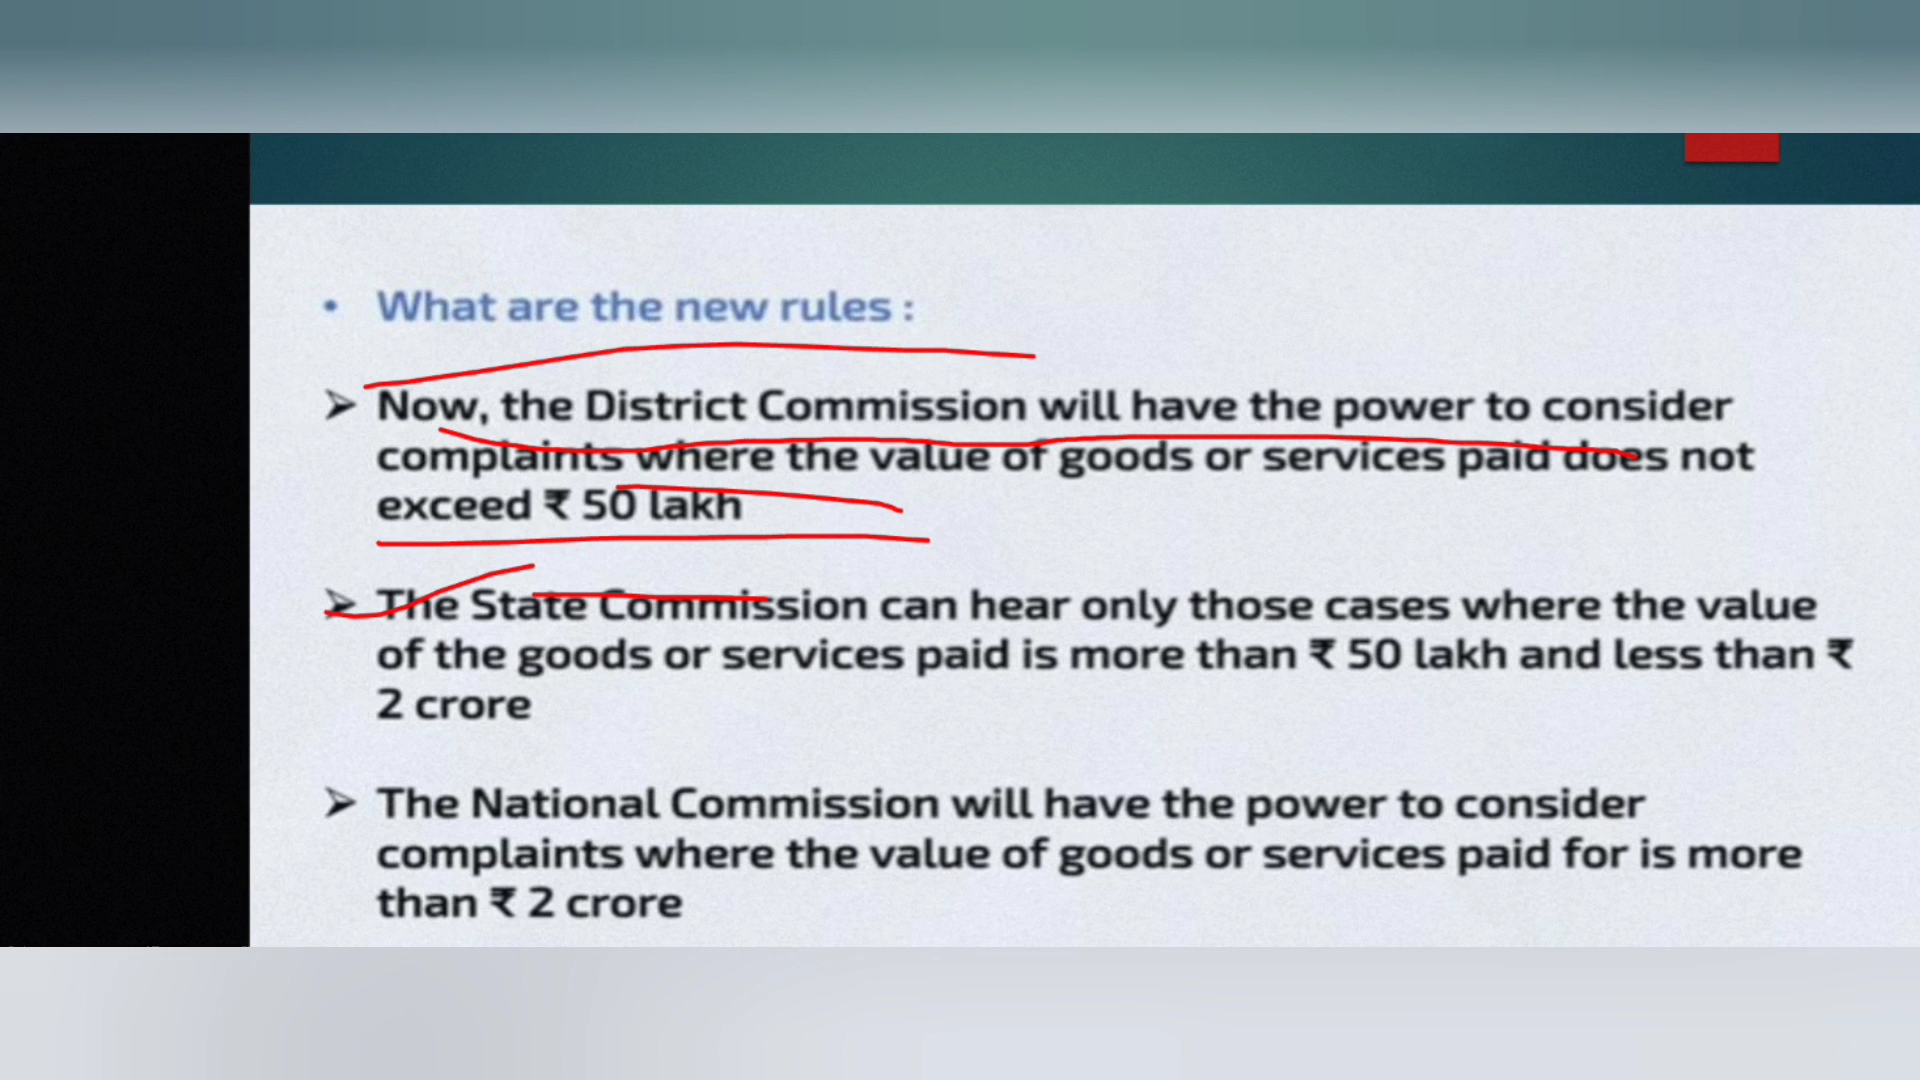 • What are the new rules :
➤ Now, the District Commission will have the power to consider
complaints where the value of goods or services paid does not
exceed ₹ 50 lakh
➤ The State Commission can hear only those cases where the value
of the goods or services paid is more than ₹ 50 lakh and less than ₹
2 crore
➤ The National Commission will have the power to consider
complaints where the value of goods or services paid for is more
than ₹ 2 crore